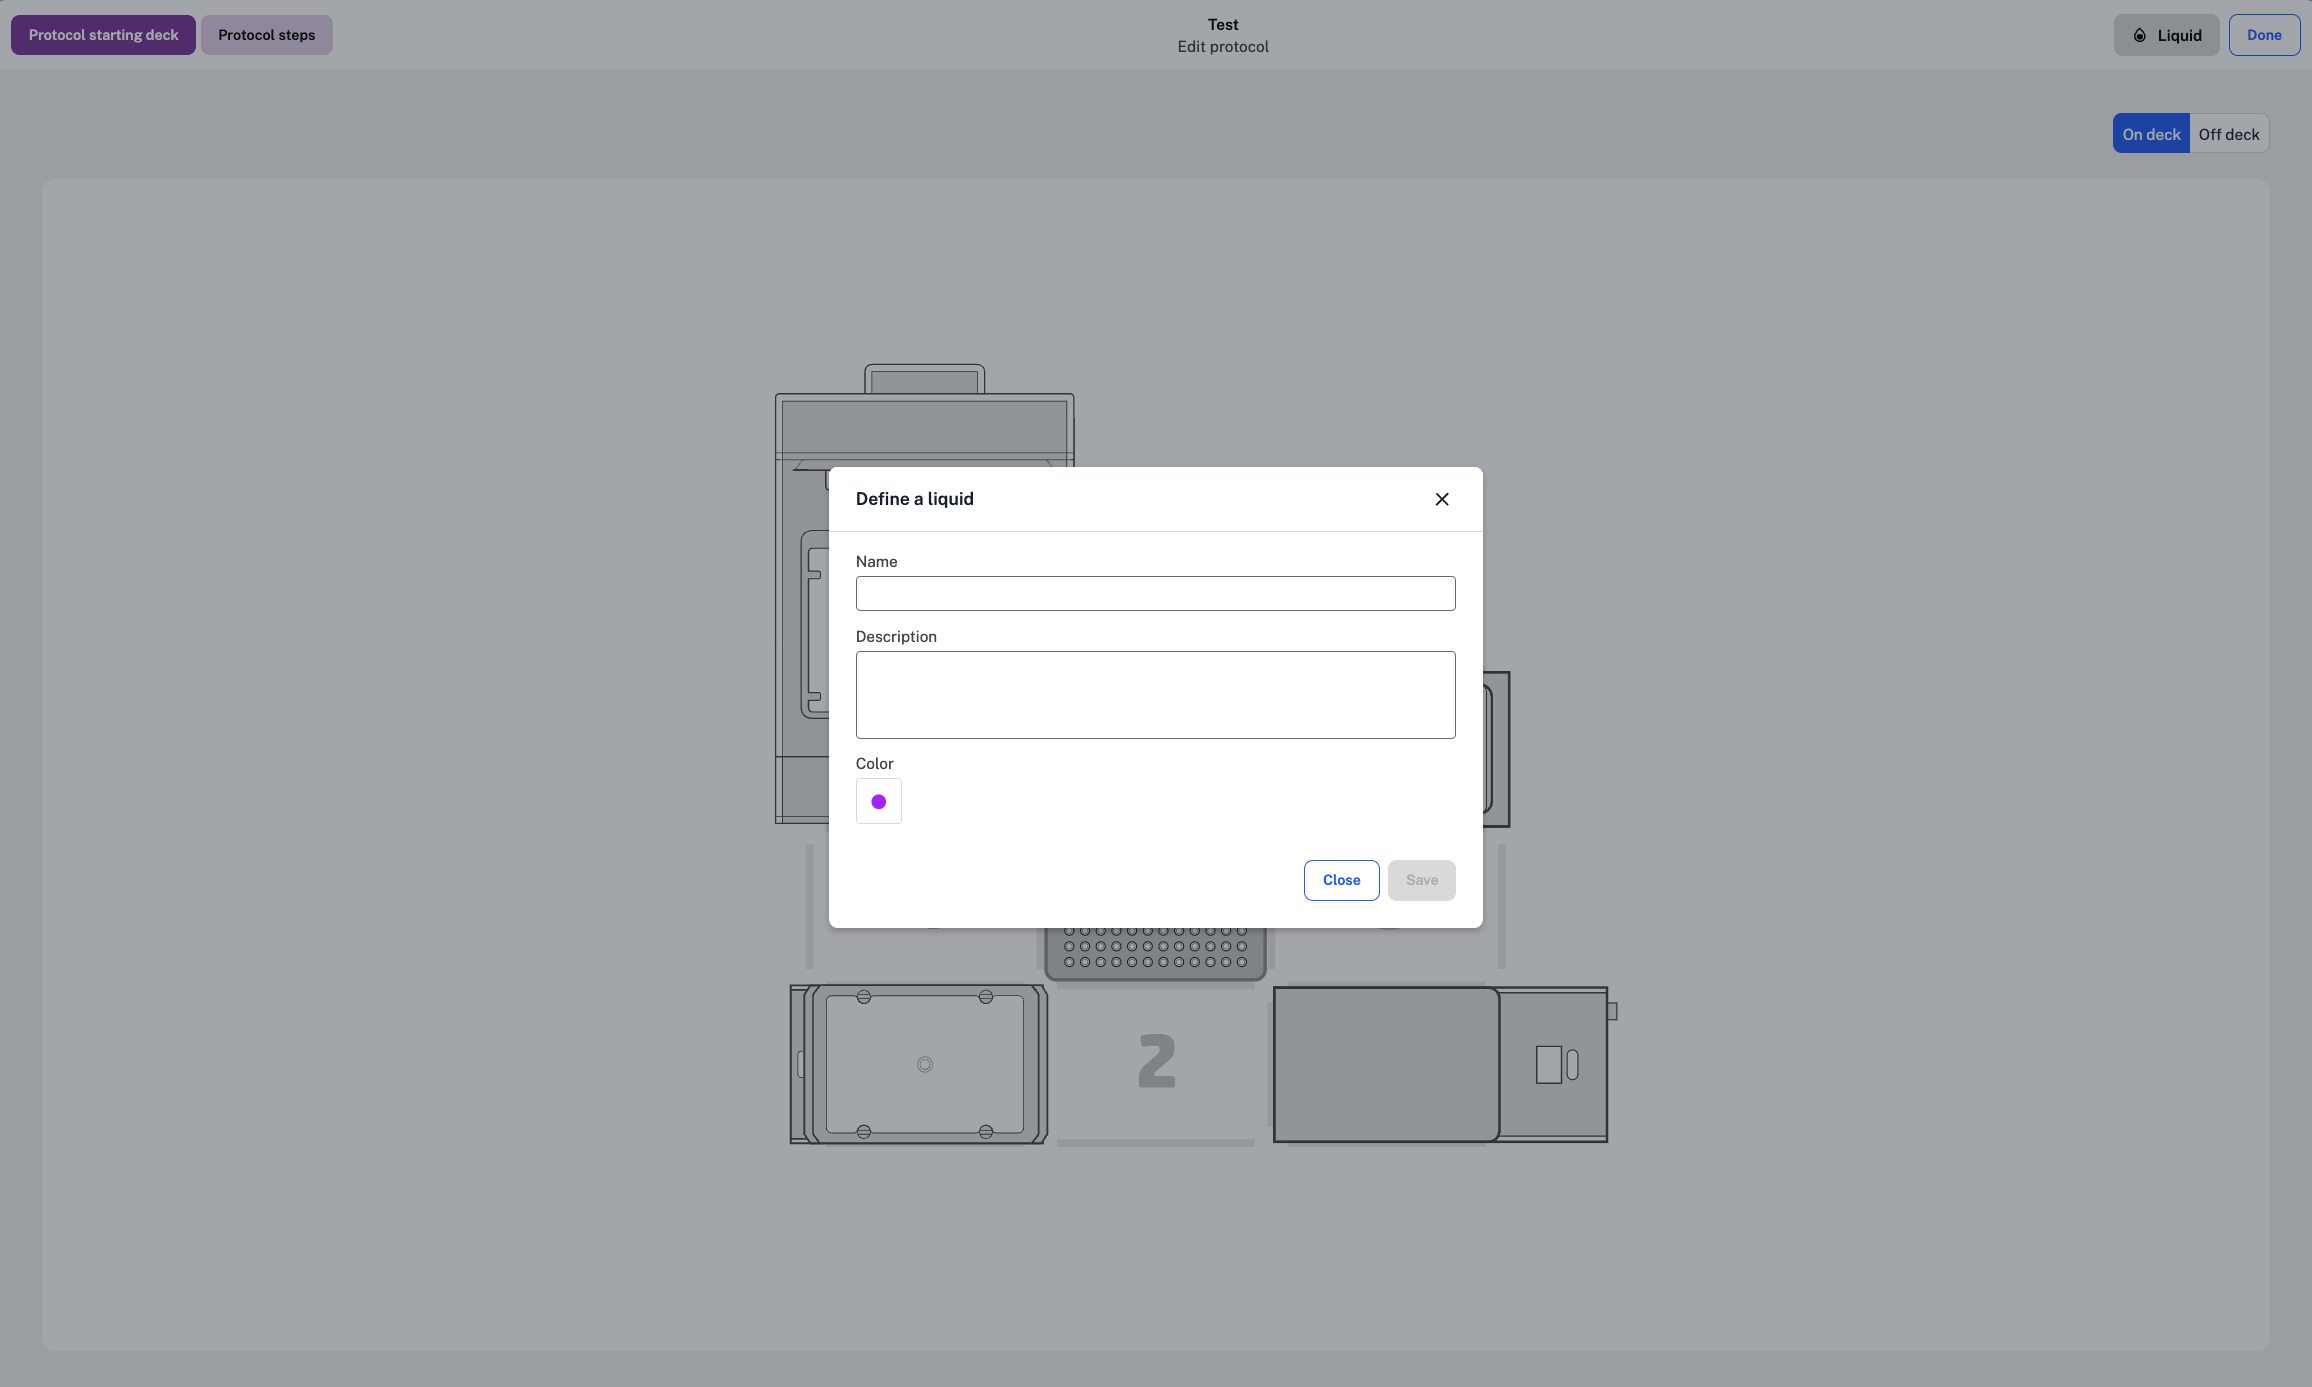 Protocol starting deck
Protocol steps
Test
Edit protocol
Liquid
Done
On deck
Off deck
Define a liquid
Name
Description
Color
Close
Save
2